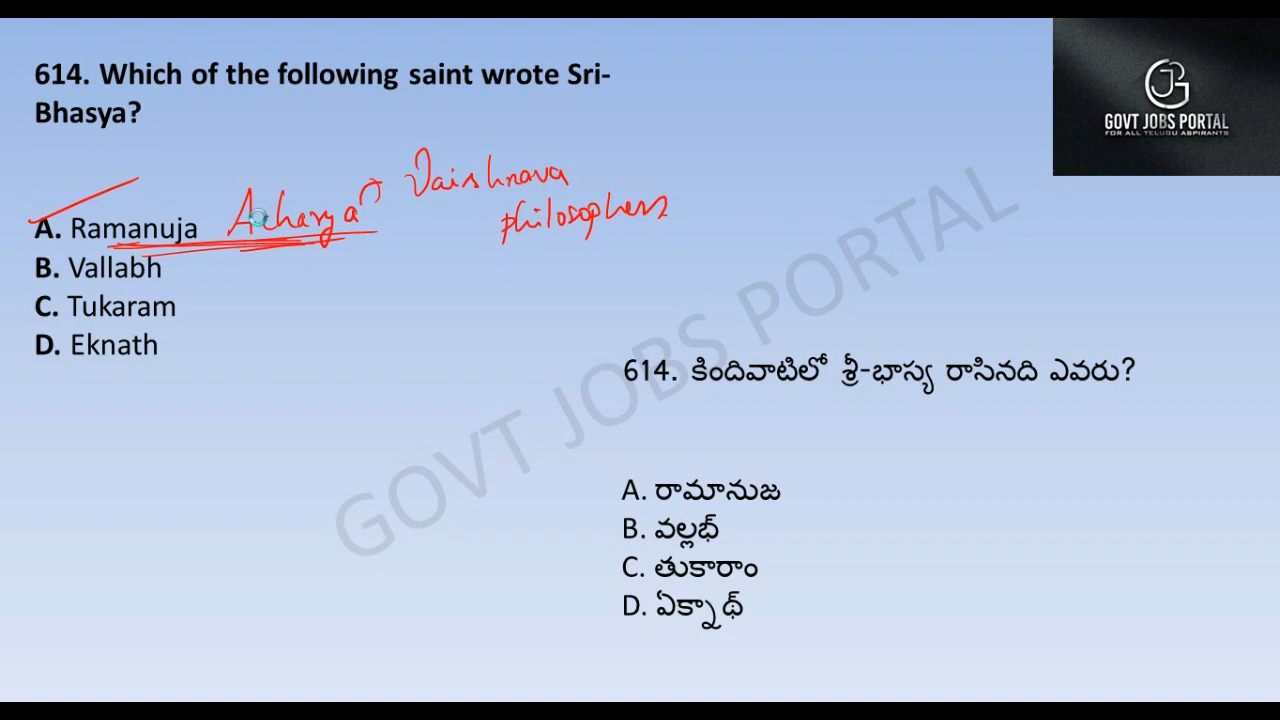 614. Which of the following saint wrote Sri-
Bhasya?
GOVT JOBS PORTAL
FOR ALL TELUGU ASPIRANTS
A. Ramanuja Acharya Vaishnava
philosophers
B. Vallabh
C. Tukaram
D. Eknath
614. కిందివాటిలో శ్రీ-భాస్య రాసినది ఎవరు?
A. రామానుజ
B. వల్లభ్
C. తుకారాం
D. ఏక్నాథ్
GOVT JOBS PORTAL